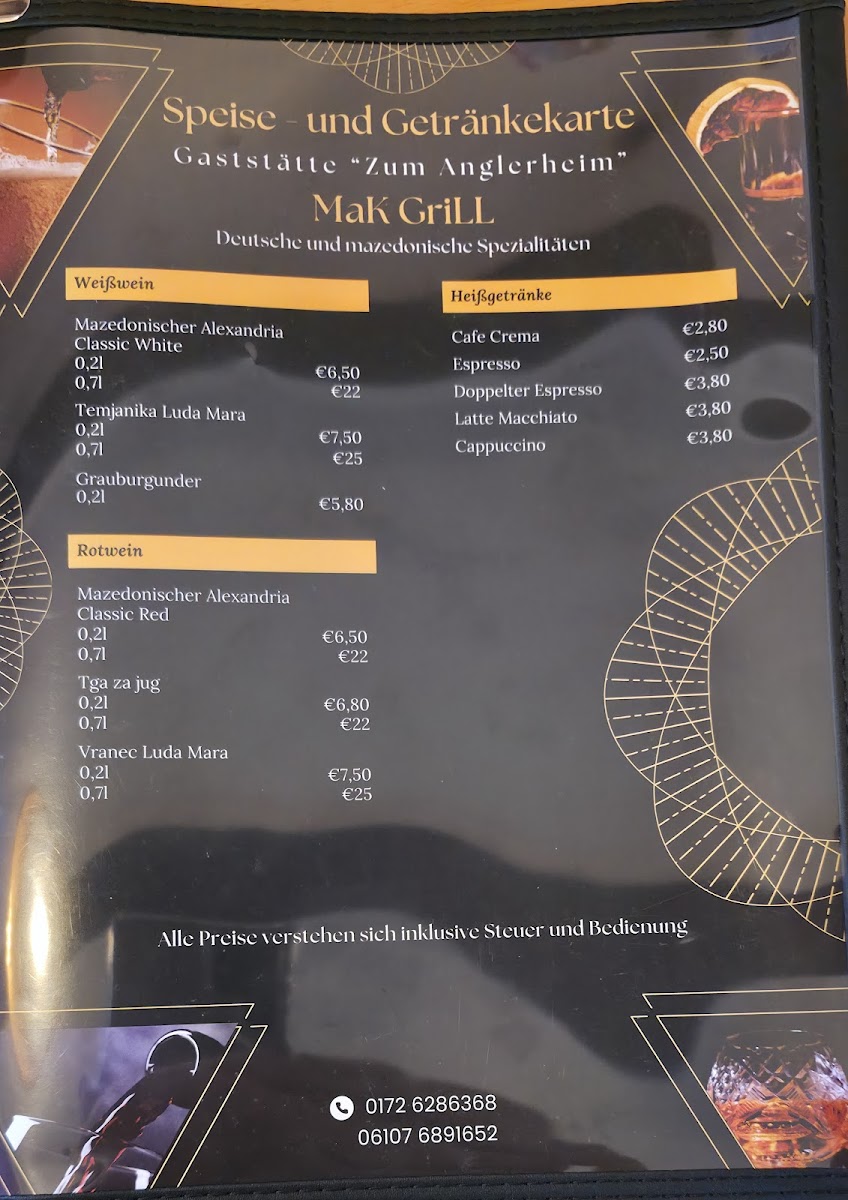 Speise - und Getränkekarte
Gaststätte "Zum Anglerheim"
MaK GriLL
Deutsche und mazedonische Spezialitäten
Weißwein
Mazedonischer Alexandria
Classic White
0,2l €6,50
0,7l €22
Temjanika Luda Mara
0,2l €7,50
0,7l €25
Grauburgunder
0,2l €5,80
Rotwein
Mazedonischer Alexandria
Classic Red
0,2l €6,50
0,7l €22
Tga za jug
0,2l €6,80
0,7l €22
Vranec Luda Mara
0,2l €7,50
0,7l €25
Heißgetränke
Cafe Crema €2,80
Espresso €2,50
Doppelter Espresso €3,80
Latte Macchiato €3,80
Cappuccino €3,80
Alle Preise verstehen sich inklusive Steuer und Bedienung
0172 6286368
06107 6891652